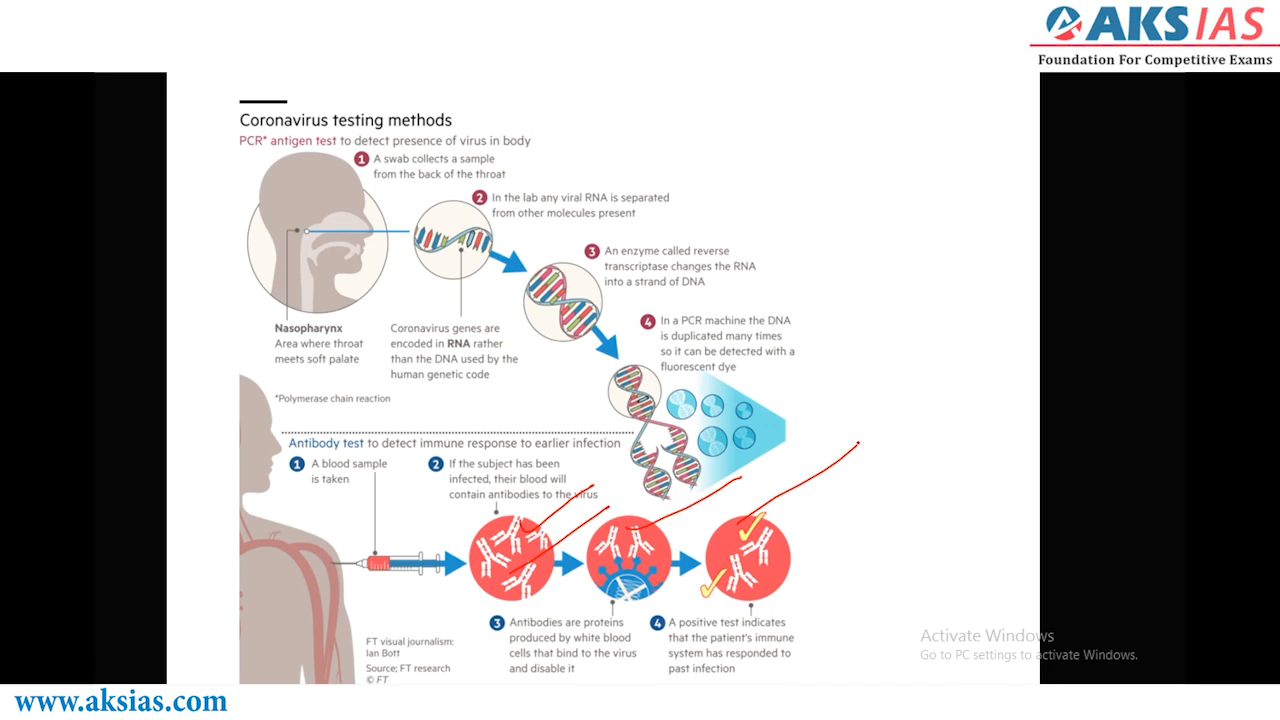 AKS IAS
Foundation For Competitive Exams
Coronavirus testing methods
PCR* antigen test to detect presence of virus in body
1 A swab collects a sample
from the back of the throat
2 In the lab any viral RNA is separated
from other molecules present
3 An enzyme called reverse
transcriptase changes the RNA
into a strand of DNA
4 In a PCR machine the DNA
is duplicated many times
so it can be detected with a
fluorescent dye
Nasopharynx
Area where throat
meets soft palate
Coronavirus genes are
encoded in RNA rather
than the DNA used by the
human genetic code
*Polymerase chain reaction
Antibody test to detect immune response to earlier infection
1 A blood sample
is taken
2 If the subject has been
infected, their blood will
contain antibodies to the virus
3 Antibodies are proteins
produced by white blood
cells that bind to the virus
and disable it
4 A positive test indicates
that the patient's immune
system has responded to
past infection
FT visual journalism:
Ian Bott
Source; FT research
© FT
Activate Windows
Go to PC settings to activate Windows.
www.aksias.com